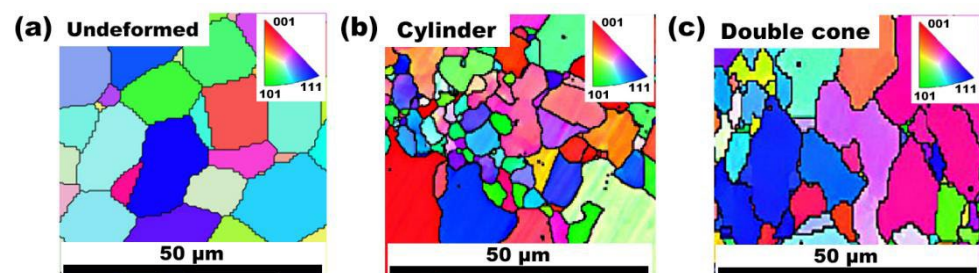 (a) Undeformed
001
101 111
50 µm
(b) Cylinder
001
101 111
50 µm
(c) Double cone
001
101 111
50 µm